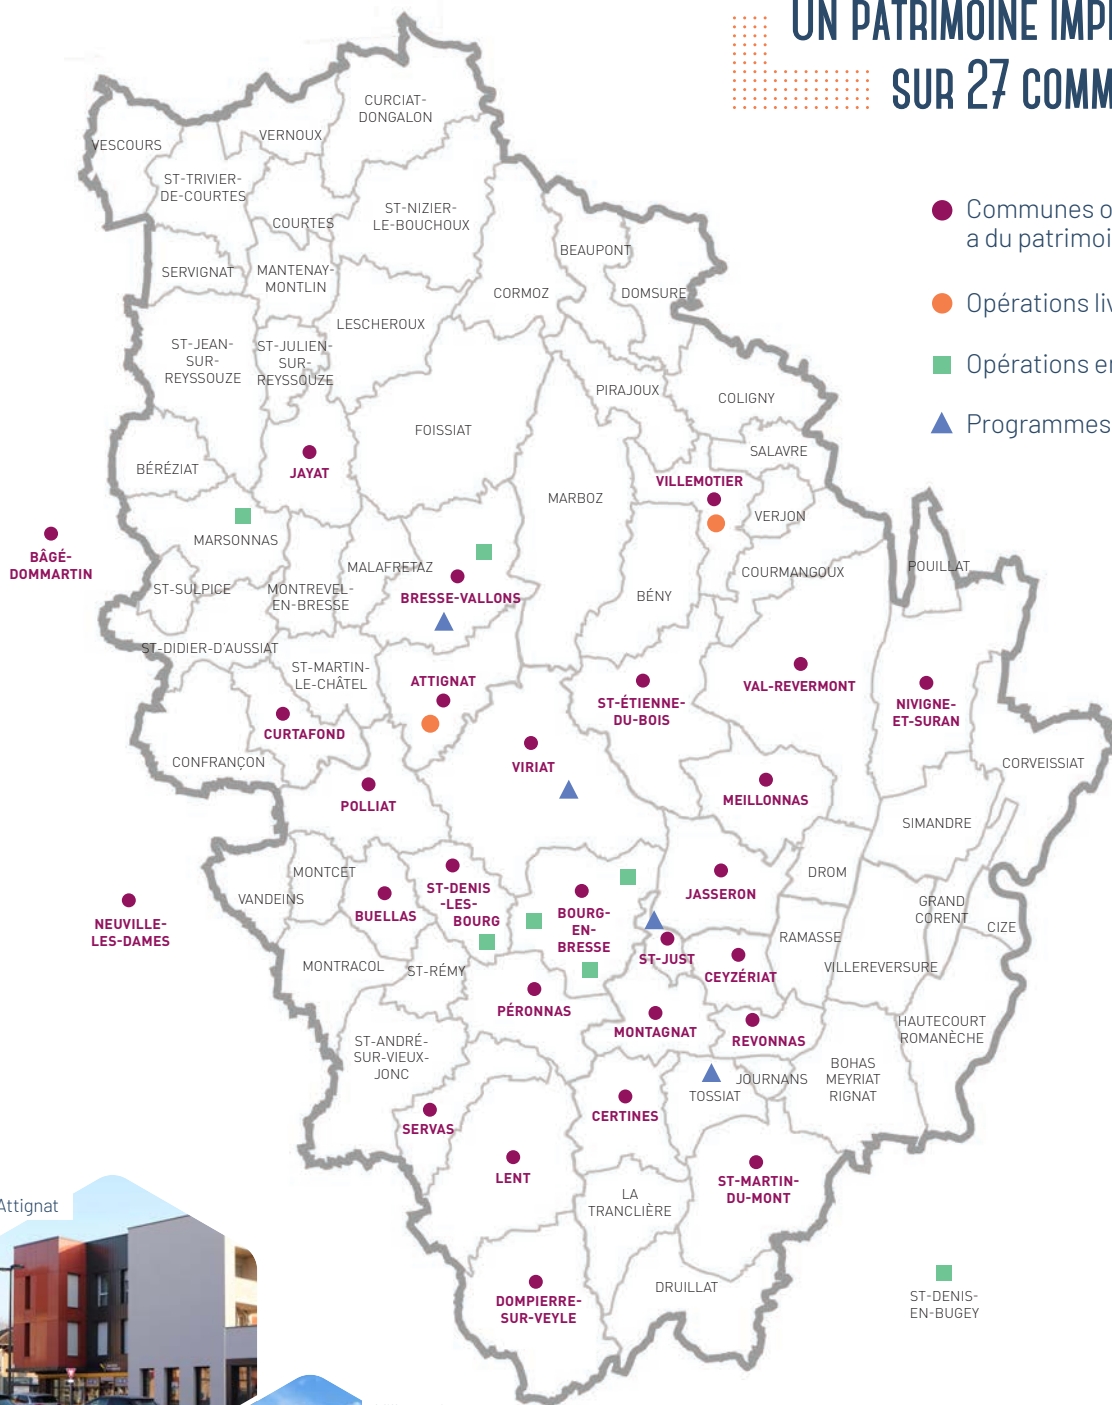 UN PATRIMOINE
SUR 27
Communes
a du
Opérations
Opérations
Programmes
CURCIAT-
DONGALON
VESCOURS
VERNOUX
ST-TRIVIER-
DE-COURTES
COURTES
ST-NIZIER-
LE-BOUCHOUX
BEAUPONT
SERVIGNAT
MANTENAY-
MONTLIN
CORMOZ
DOMSURE
LESCHEROUX
ST-JEAN-
SUR-
REYSSOUZE
ST-JULIEN-
SUR-
REYSSOUZE
PIRAJOUX
COLIGNY
FOISSIAT
SALAVRE
BÉRÉZIAT
JAYAT
VILLEMOTIER
MARBOZ
VERJON
MARSONNAS
BÂGÉ-
DOMMARTIN
MALAFRETAZ
COURMANGOUX
POUILLAT
ST-SULPICE
MONTREVEL-
EN-BRESSE
BRESSE-VALLONS
BÉNY
ST-DIDIER-D'AUSSIAT
ST-MARTIN-
LE-CHÂTEL
ATTIGNAT
ST-ÉTIENNE-
DU-BOIS
VAL-REVERMONT
NIVIGNE-
ET-SURAN
CURTAFOND
CONFRANÇON
VIRIAT
CORVEISSIAT
POLLIAT
MEILLONNAS
SIMANDRE
MONTCET
DROM
VANDEINS
BUELLAS
ST-DENIS
-LES-
BOURG
JASSERON
GRAND
CORENT
NEUVILLE-
LES-DAMES
BOURG-
EN-
BRESSE
CIZE
RAMASSE
MONTRACOL
ST-RÉMY
ST-JUST
CEYZÉRIAT
VILLEREVERSURE
PÉRONNAS
MONTAGNAT
REVONNAS
HAUTECOURT
ROMANÈCHE
ST-ANDRÉ-
SUR-VIEUX-
JONC
BOHAS
MEYRIAT
RIGNAT
JOURNANS
TOSSIAT
SERVAS
CERTINES
LENT
ST-MARTIN-
DU-MONT
LA
TRANCLIÈRE
Attignat
DRUILLAT
DOMPIERRE-
SUR-VEYLE
ST-DENIS-
EN-BUGEY